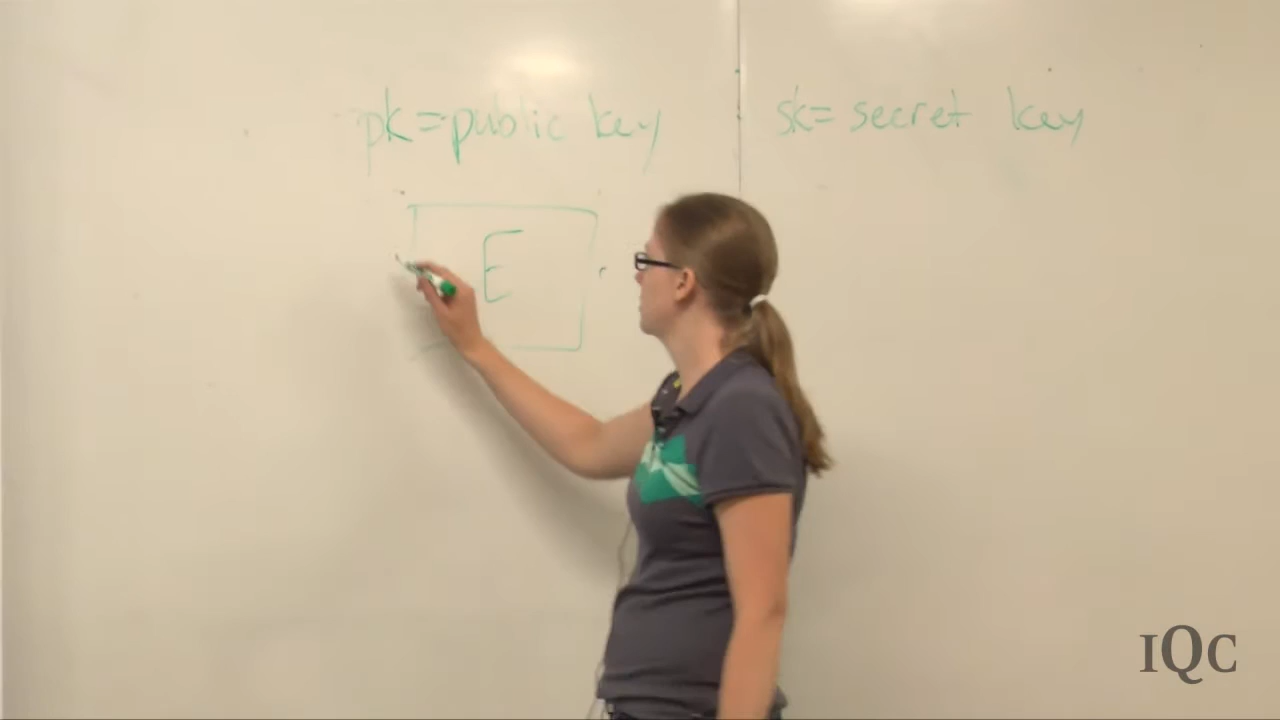 pk = public key
sk = secret key
E
IQC